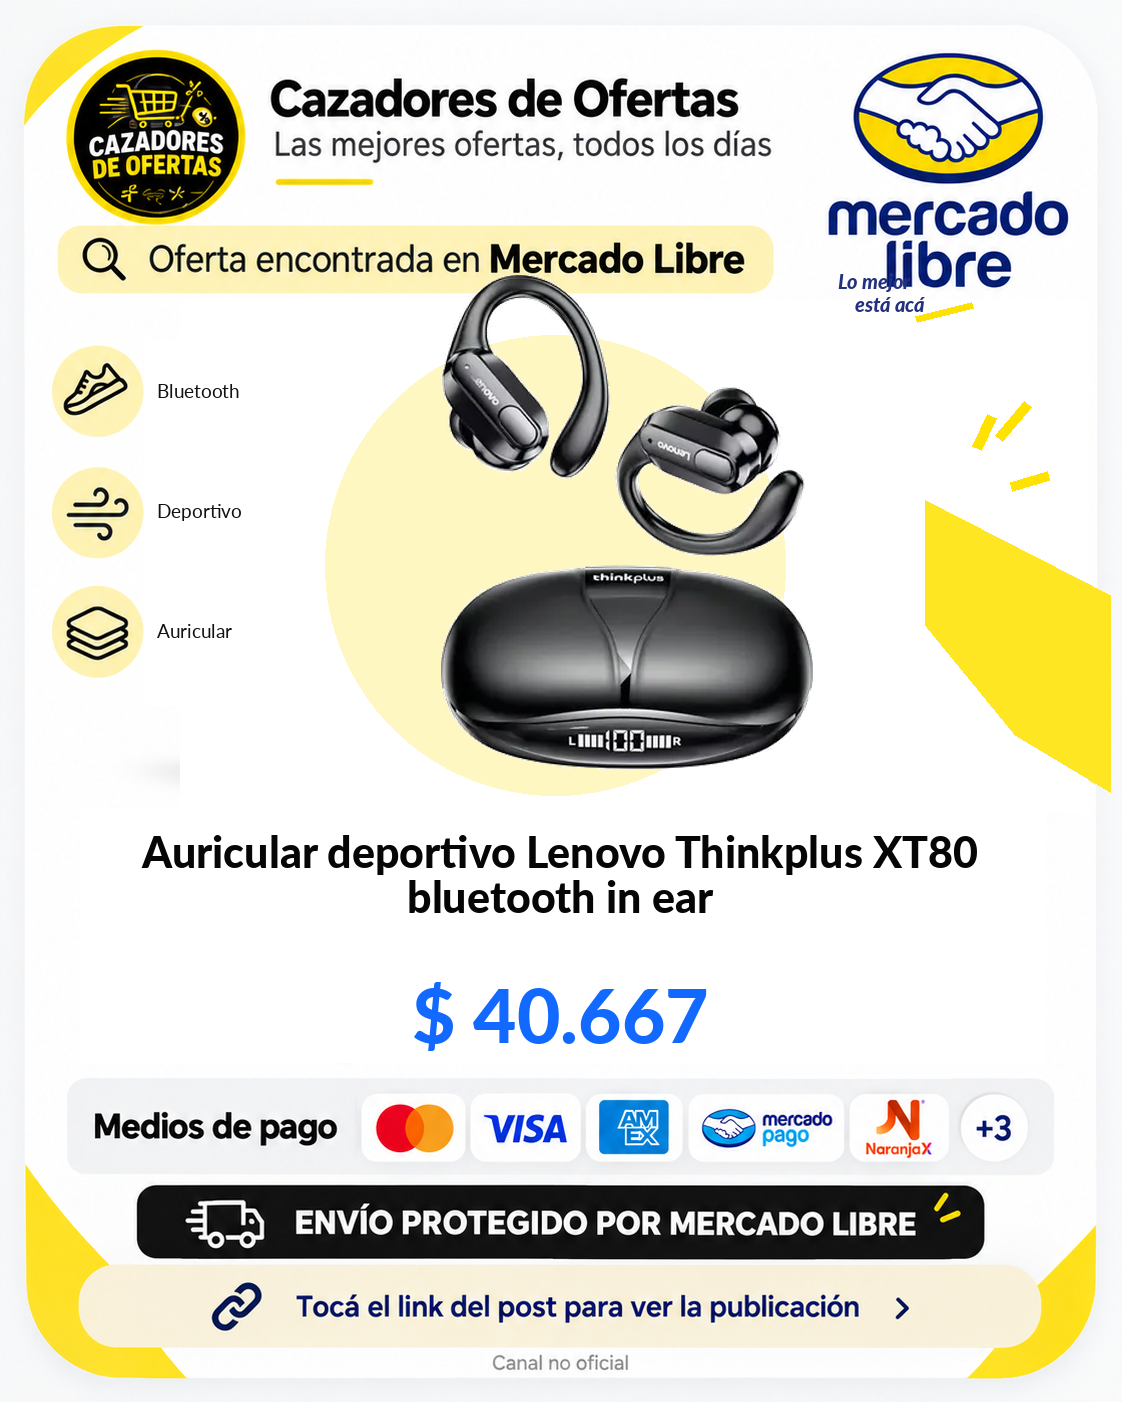 CAZADORES
DE OFERTAS
Cazadores de Ofertas
Las mejores ofertas, todos los días
mercado
libre
Lo mejor
está acá
Oferta encontrada en Mercado Libre
Bluetooth
Deportivo
Auricular
Lenovo
Lenovo
thinkplus
L 100 R
Auricular deportivo Lenovo Thinkplus XT80
bluetooth in ear
$ 40.667
Medios de pago
VISA
AM
EX
mercado
pago
NaranjaX
+3
ENVÍO PROTEGIDO POR MERCADO LIBRE
Tocá el link del post para ver la publicación
Canal no oficial